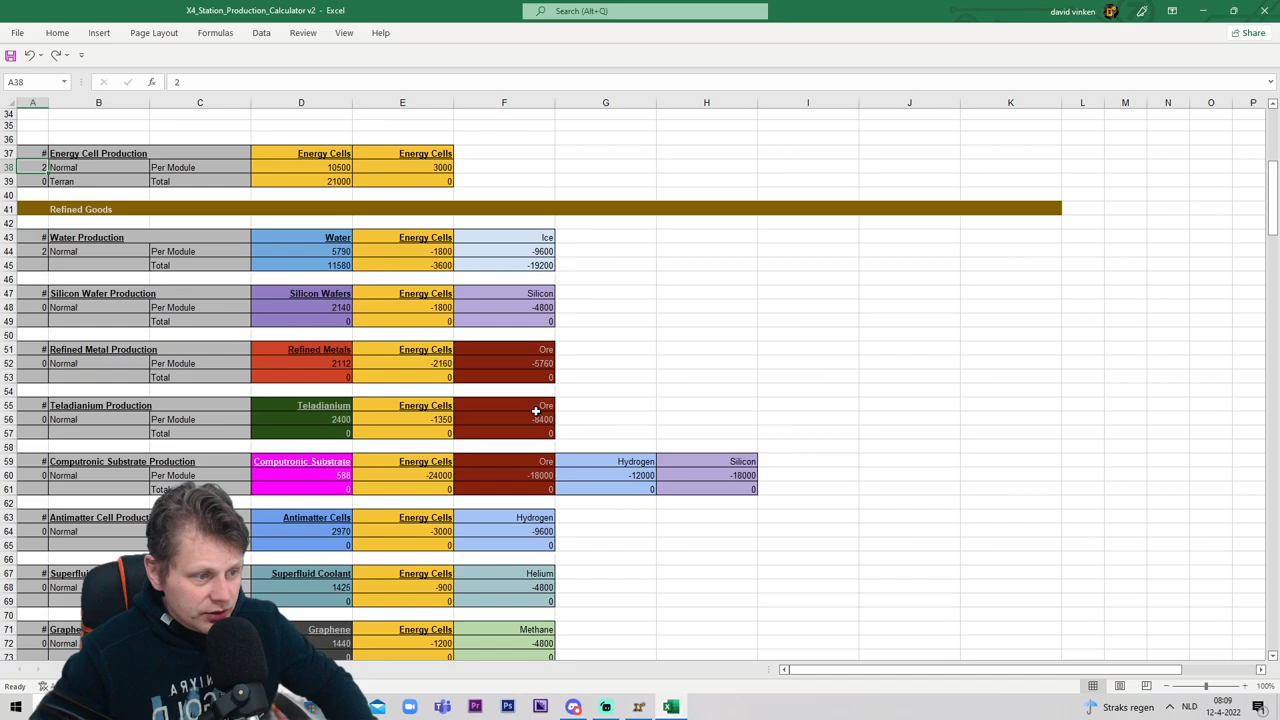 X4_Station_Production_Calculator v2 - Excel
Search (Alt+Q)
david vinken
File Home Insert Page Layout Formulas Data Review View Help Share
A38 fx 2
A B C D E F G H I J K L M N O P
34
35
36
37 # Energy Cell Production Energy Cells Energy Cells
38 2 Normal Per Module 10500 3000
39 0 Terran Total 21000 0
40
41 Refined Goods
42
43 # Water Production Water Energy Cells Ice
44 2 Normal Per Module 5790 -1800 -9600
45 Total 11580 -3600 -19200
46
47 # Silicon Wafer Production Silicon Wafers Energy Cells Silicon
48 0 Normal Per Module 2140 -1800 -4800
49 Total 0 0 0
50
51 # Refined Metal Production Refined Metals Energy Cells Ore
52 0 Normal Per Module 2112 -2160 -5760
53 Total 0 0 0
54
55 # Teladianium Production Teladianium Energy Cells Ore
56 0 Normal Per Module 2400 -1350 -8400
57 Total 0 0 0
58
59 # Computronic Substrate Production Computronic Substrate Energy Cells Ore Hydrogen Silicon
60 0 Normal Per Module 588 -24000 -18000 -12000 -18000
61 0 0 0 0 0
62
63 # Antimatter Cell Antimatter Cells Energy Cells Hydrogen
64 0 Normal 2970 -3000 -9600
65 0 0 0
66
67 # Superfluid Coolant Energy Cells Helium
68 0 Normal 1425 -900 -4800
69 0 0 0
70
71 # Graphene Energy Cells Methane
72 0 Normal 1440 -1200 -4800
73 0 0 0
Ready 100%
Straks regen NLD 08:09
12-4-2022